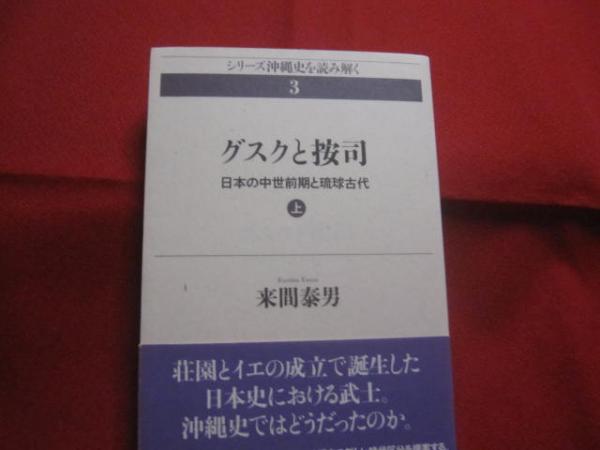 シリーズ沖縄史を読み解く
3
グスクと按司
日本の中世前期と琉球古代
上
Kurima Yasuo
来間泰男
荘園とイエの成立で誕生した
日本史における武士。
沖縄史ではどうだったのか。